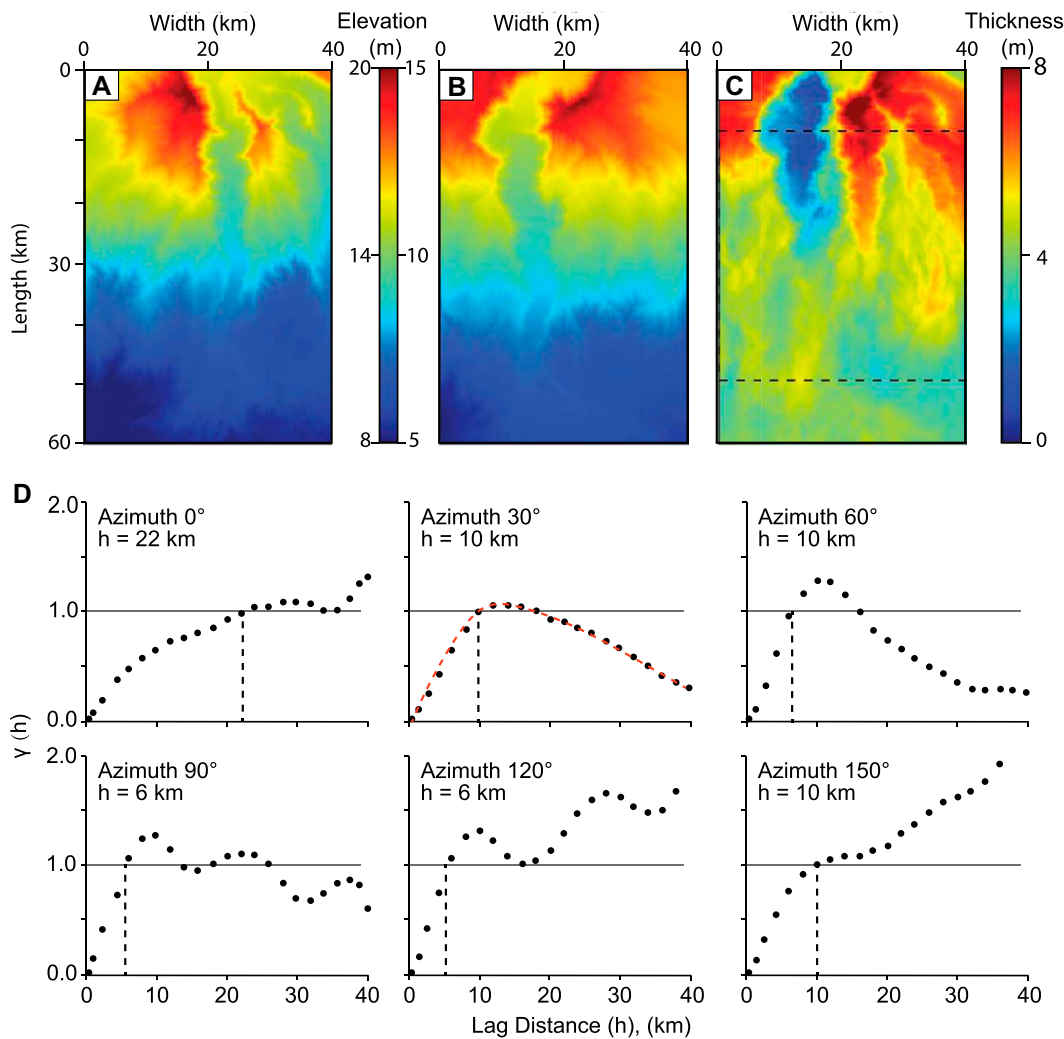 Width (km)
Elevation (m)
Width (km)
Width (km)
Thickness (m)
0 20 40
0 20 40
0 20 40
A
B
C
Length (km)
0
30
60
20 15
14 10
8 5
8
4
0
D
γ (h)
2.0
1.0
0.0
Azimuth 0°
h = 22 km
Azimuth 30°
h = 10 km
Azimuth 60°
h = 10 km
2.0
1.0
0.0
Azimuth 90°
h = 6 km
Azimuth 120°
h = 6 km
Azimuth 150°
h = 10 km
0 10 20 30 40
0 10 20 30 40
0 10 20 30 40
Lag Distance (h), (km)